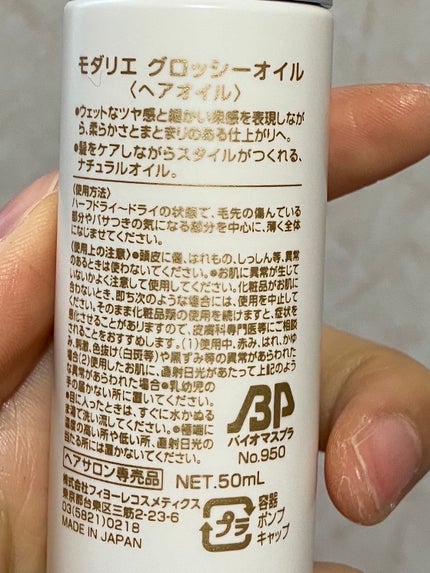 モダリエ グロッシーオイル
〈ヘアオイル〉
●ウェットなツヤ感と細かい束感を表現しなが
ら、柔らかさとまとまりのある仕上がりへ。
●髪をケアしながらスタイルがつくれる、
ナチュラルオイル。
〈使用方法〉
ハーフドライ〜ドライの状態で、毛先の傷んでいる
部分やパサつきの気になる部分を中心に、薄く全体
になじませてください。
〈使用上の注意〉●頭皮に傷、はれもの、しっしん等、異常
のあるときは使わないでください。●お肌に異常が生じて
いないかよく注意して使用してください。化粧品がお肌に
合わないとき、即ち次のような場合には、使用を中止して
ください。そのまま化粧品類の使用を続けますと、症状を
悪化させることがありますので、皮膚科専門医等にご相談
されることをおすすめします。(1)使用中、赤み、はれ、かゆ
み、刺激、色抜け(白斑等)や黒ずみ等の異常があらわれた
場合(2)使用したお肌に、直射日光があたって上記のよう
な異常があらわれた場合●乳幼児の
手の届かない所に置いてください。
●目に入ったときは、すぐに水かぬる
ま湯で洗い流してください。●極端に
温度の高い所や低い所、直射日光の
当たる所には置かないでください。
BP
バイオマスプラ
No.950
ヘアサロン専売品 NET.50mL
株式会社フィヨーレコスメティクス
東京都台東区三筋2-23-6
03(5821)0218
MADE IN JAPAN
プラ
容器
ポンプ
キャップ